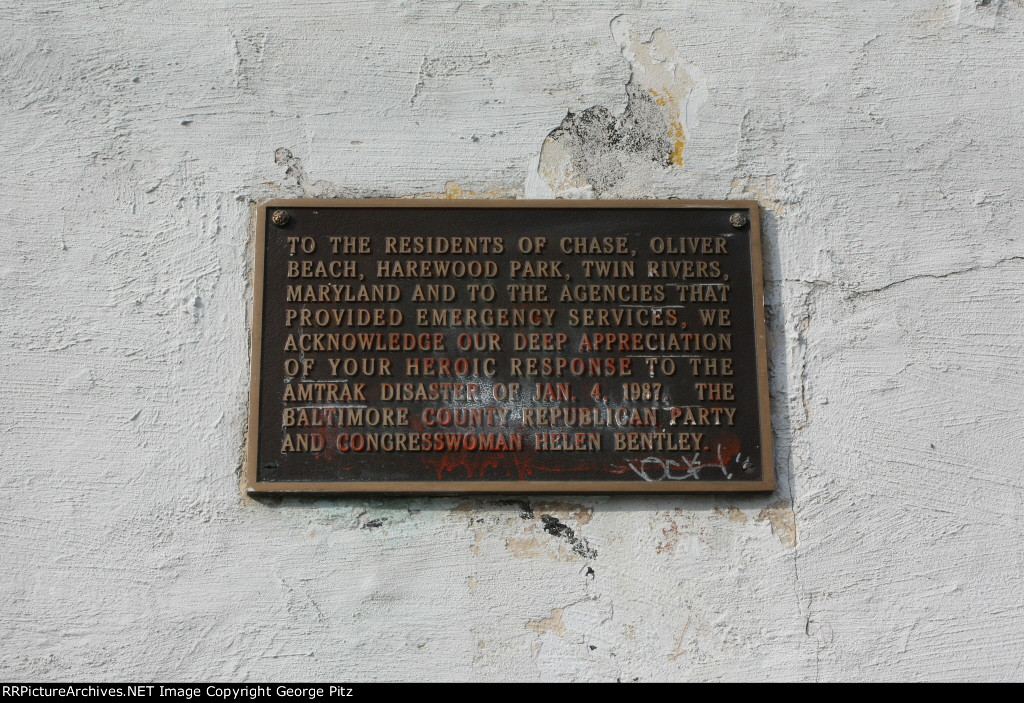 TO THE RESIDENTS OF CHASE, OLIVER
BEACH, HAREWOOD PARK, TWIN RIVERS,
MARYLAND AND TO THE AGENCIES THAT
PROVIDED EMERGENCY SERVICES, WE
ACKNOWLEDGE OUR DEEP APPRECIATION
OF YOUR HEROIC RESPONSE TO THE
AMTRAK DISASTER OF JAN. 4, 1987. THE
BALTIMORE COUNTY REPUBLICAN PARTY
AND CONGRESSWOMAN HELEN BENTLEY.
RRPictureArchives.NET Image Copyright George Pitz